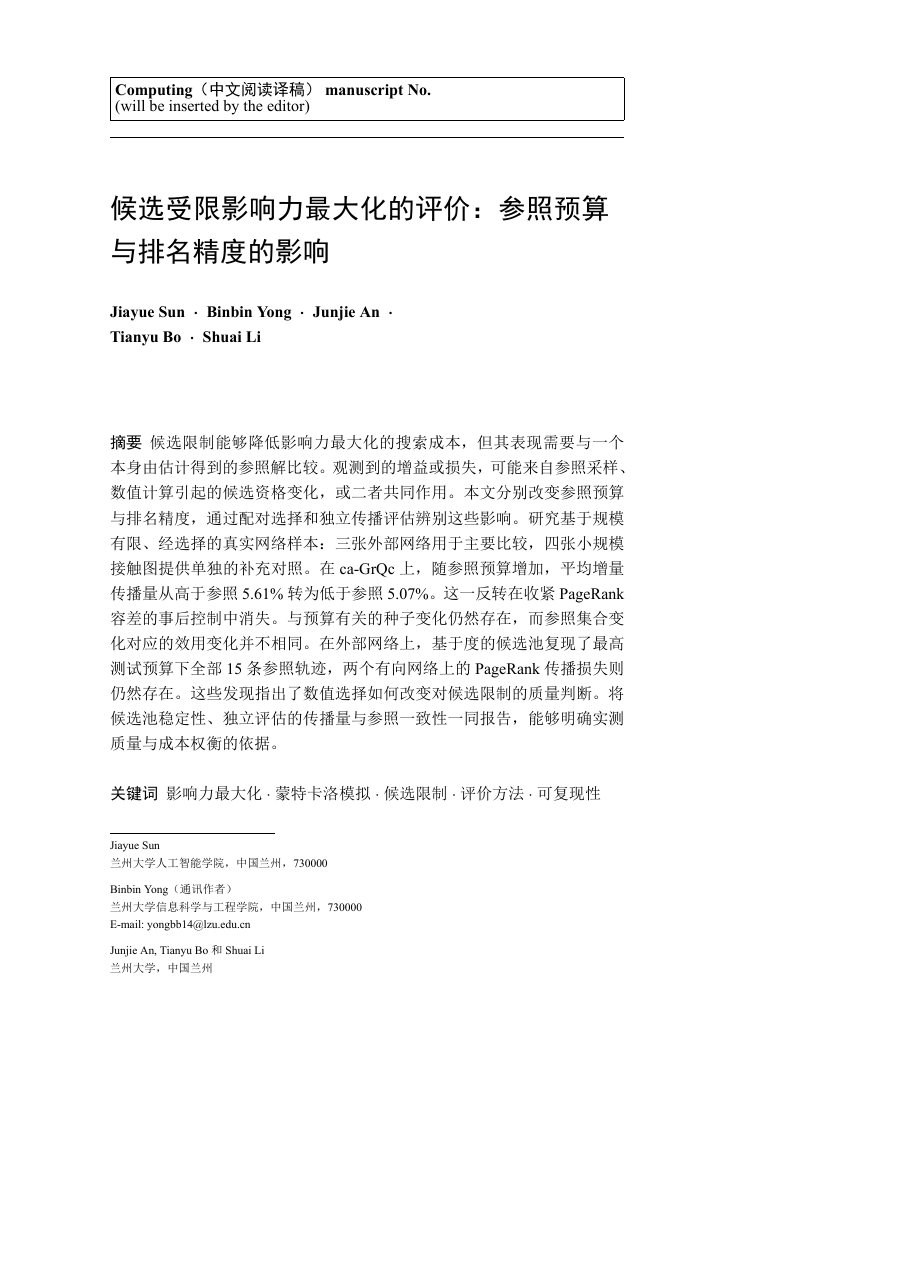 Computing（中文阅读译稿） manuscript No.
(will be inserted by the editor)
候选受限影响力最大化的评价：参照预算
与排名精度的影响
Jiayue Sun · Binbin Yong · Junjie An ·
Tianyu Bo · Shuai Li
摘要 候选限制能够降低影响力最大化的搜索成本，但其表现需要与一个
本身由估计得到的参照解比较。观测到的增益或损失，可能来自参照采样、
数值计算引起的候选资格变化，或二者共同作用。本文分别改变参照预算
与排名精度，通过配对选择和独立传播评估辨别这些影响。研究基于规模
有限、经选择的真实网络样本：三张外部网络用于主要比较，四张小规模
接触图提供单独的补充对照。在 ca-GrQc 上，随参照预算增加，平均增量
传播量从高于参照 5.61% 转为低于参照 5.07%。这一反转在收紧 PageRank
容差的事后控制中消失。与预算有关的种子变化仍然存在，而参照集合变
化对应的效用变化并不相同。在外部网络上，基于度的候选池复现了最高
测试预算下全部 15 条参照轨迹，两个有向网络上的 PageRank 传播损失则
仍然存在。这些发现指出了数值选择如何改变对候选限制的质量判断。将
候选池稳定性、独立评估的传播量与参照一致性一同报告，能够明确实测
质量与成本权衡的依据。
关键词 影响力最大化 · 蒙特卡洛模拟 · 候选限制 · 评价方法 · 可复现性
Jiayue Sun
兰州大学人工智能学院，中国兰州，730000
Binbin Yong（通讯作者）
兰州大学信息科学与工程学院，中国兰州，730000
E-mail: yongbb14@lzu.edu.cn
Junjie An, Tianyu Bo 和 Shuai Li
兰州大学，中国兰州